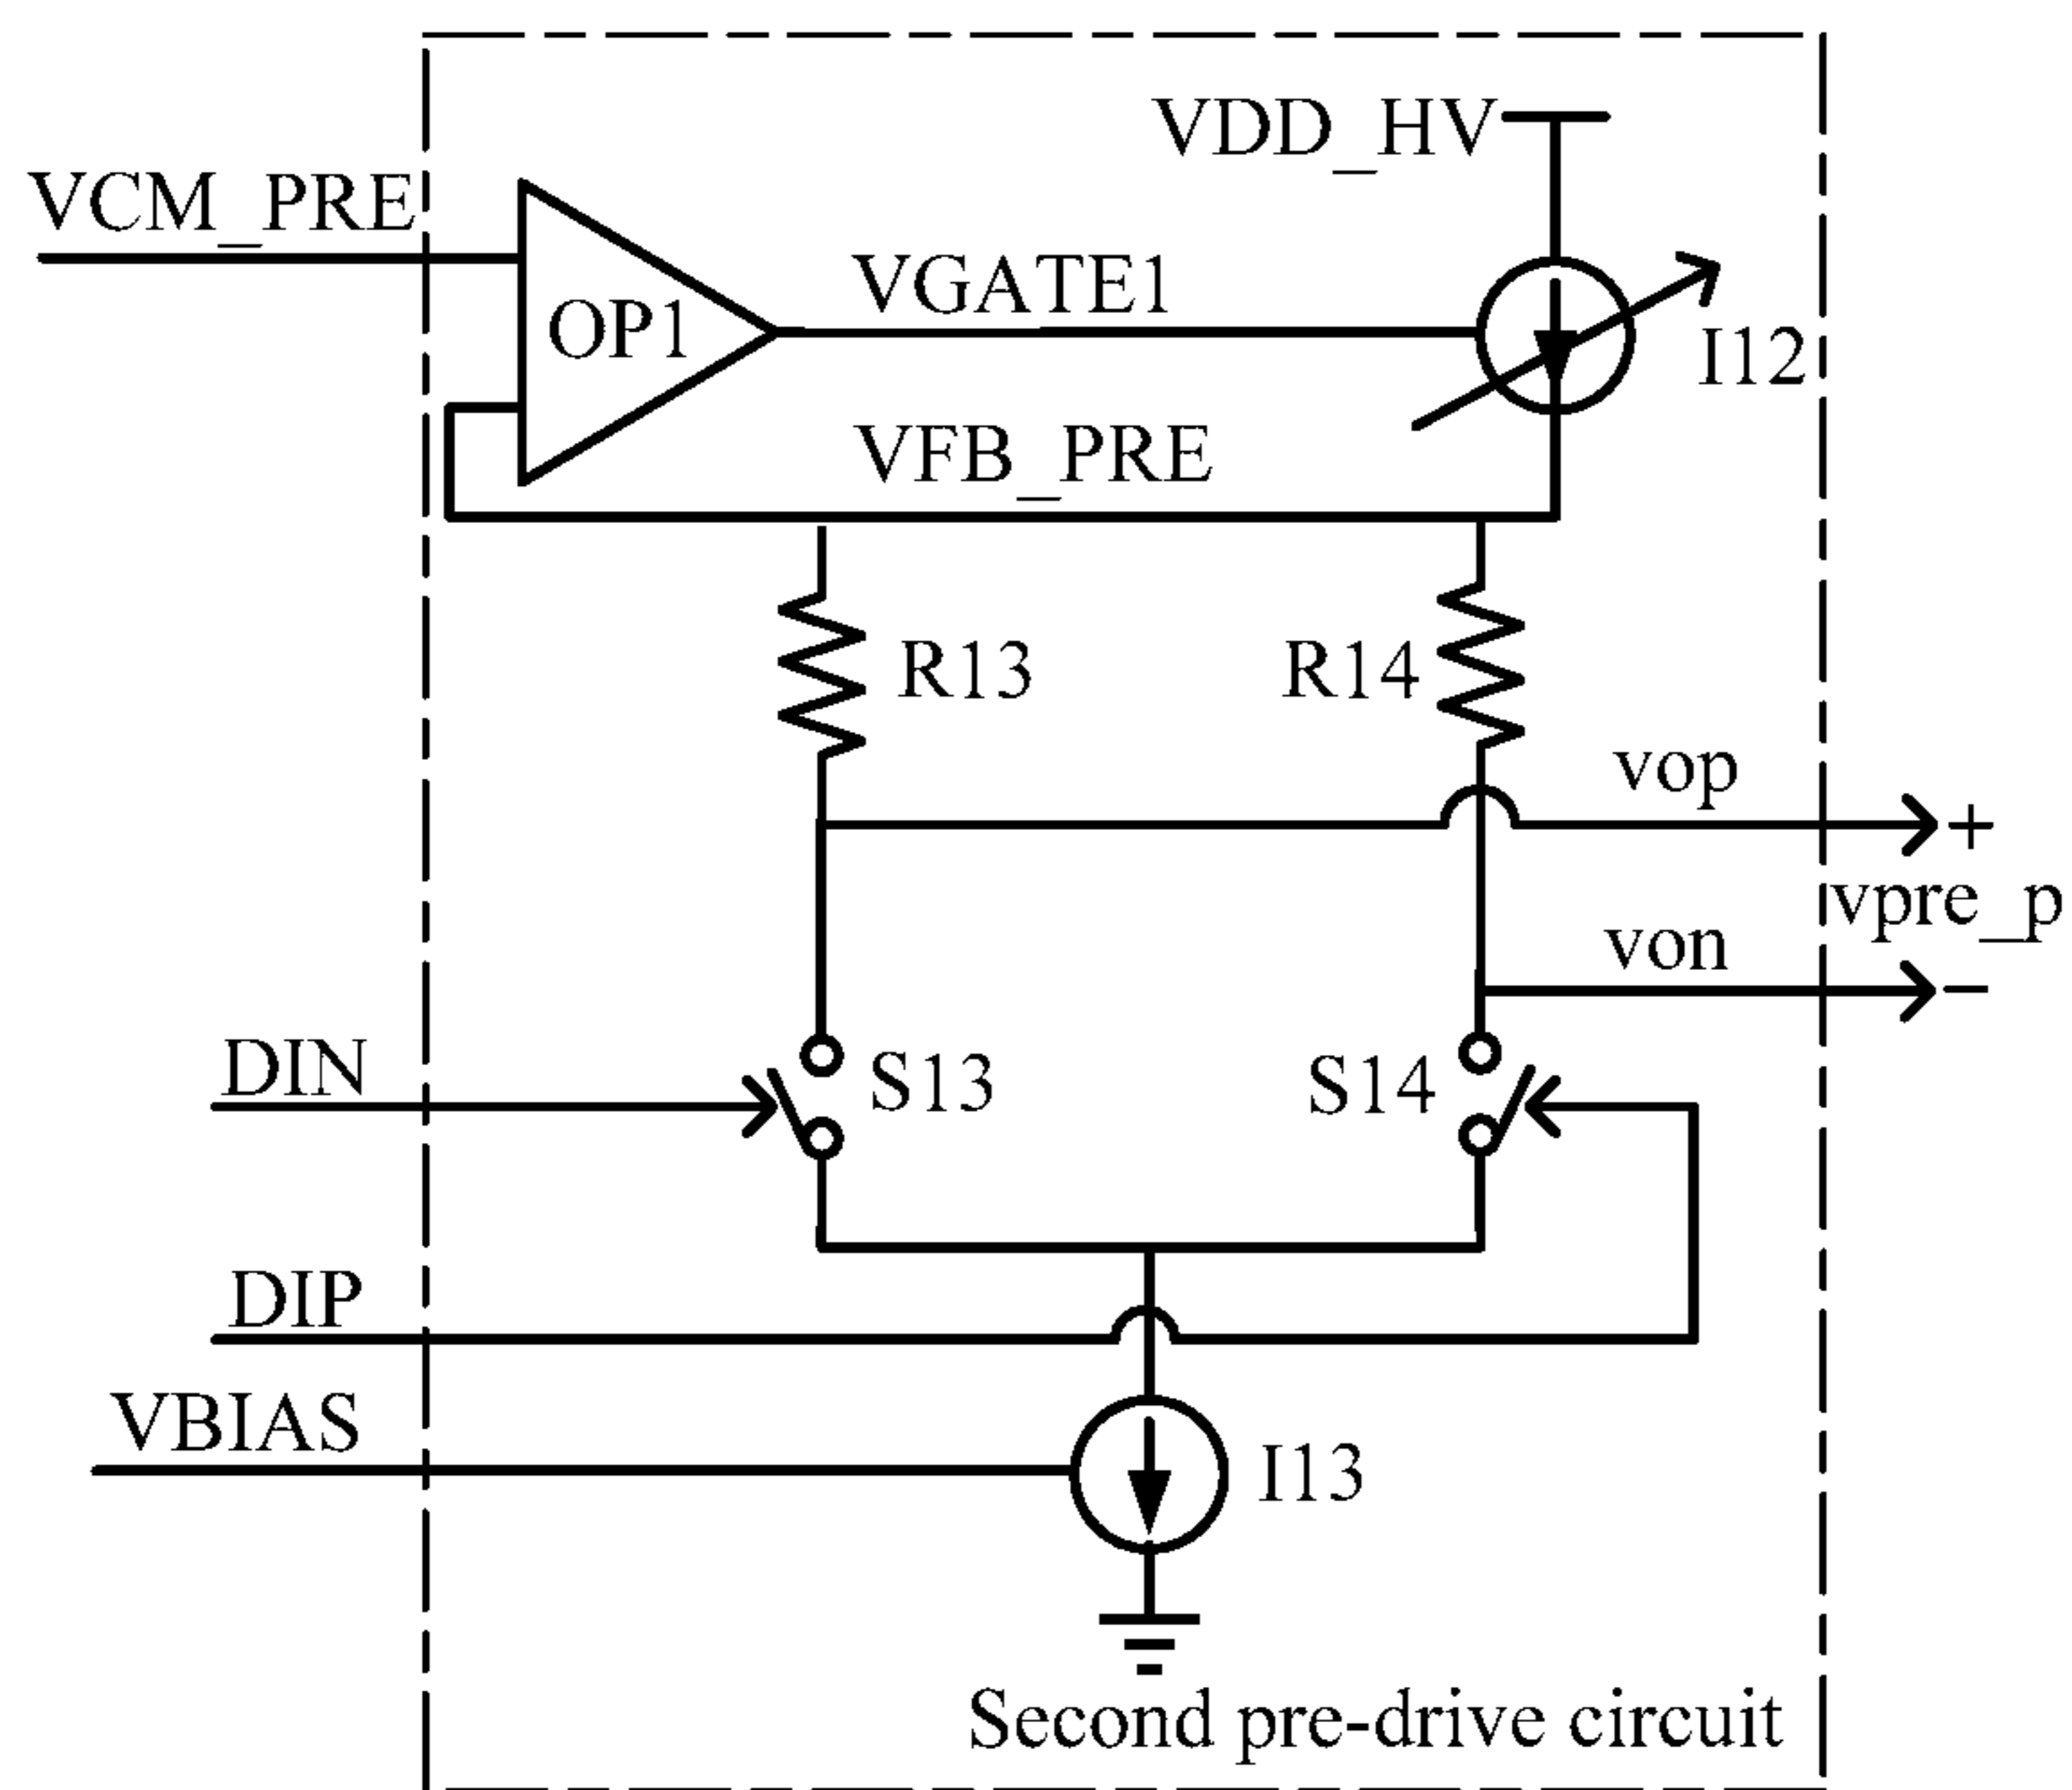 VDD_HV
VCM_PRE
VGATE1
OP1
I12
VFB_PRE
R13
R14
vop
+
vpre_p
von
−
DIN
S13
S14
DIP
VBIAS
I13
Second pre-drive circuit